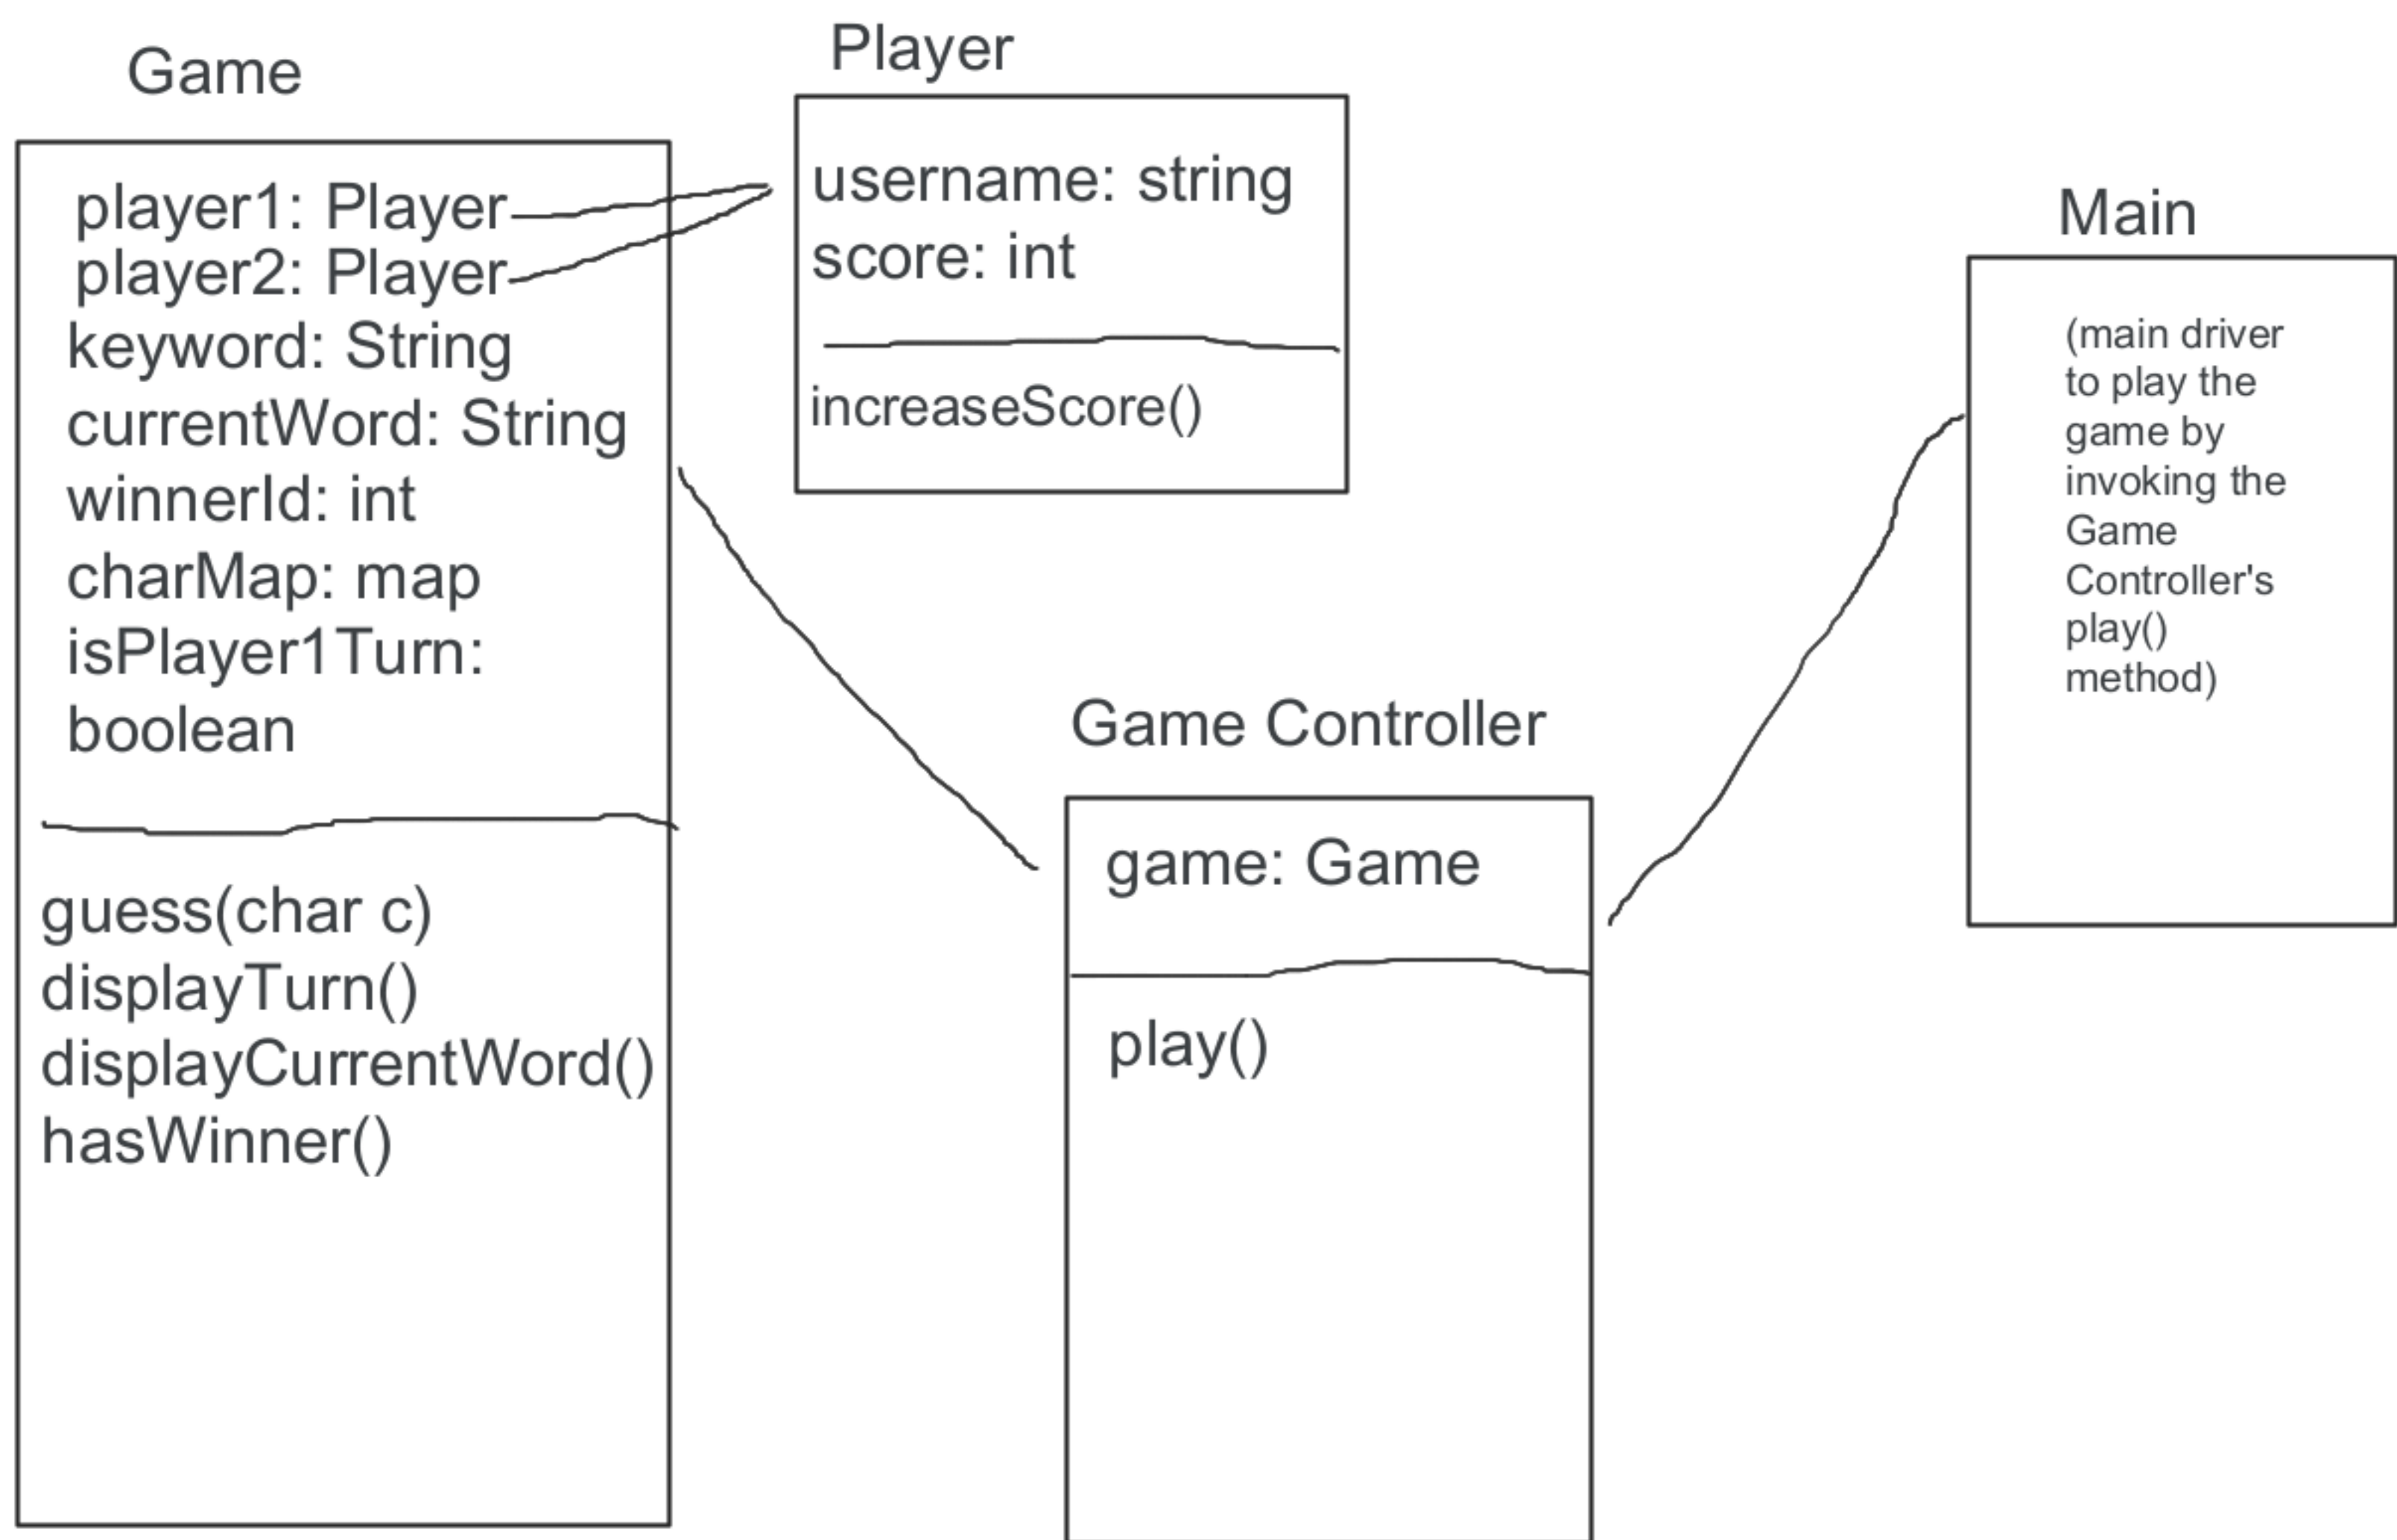 Game
player1: Player
player2: Player
keyword: String
currentWord: String
winnerId: int
charMap: map
isPlayer1Turn:
boolean
guess(char c)
displayTurn()
displayCurrentWord()
hasWinner()
Player
username: string
score: int
increaseScore()
Game Controller
game: Game
play()
Main
(main driver
to play the
game by
invoking the
Game
Controller's
play()
method)